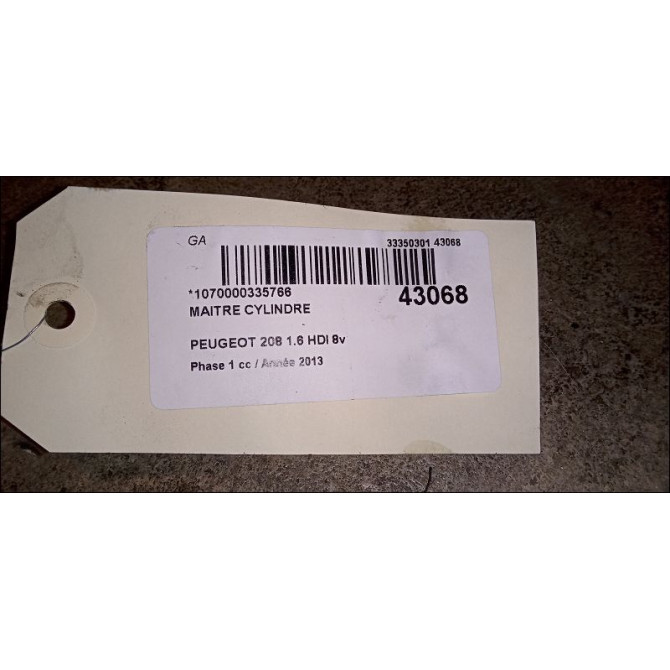 GA 33350301 43068
*1070000335766 43068
MAITRE CYLINDRE
PEUGEOT 208 1.6 HDI 8v
Phase 1 cc / Année 2013